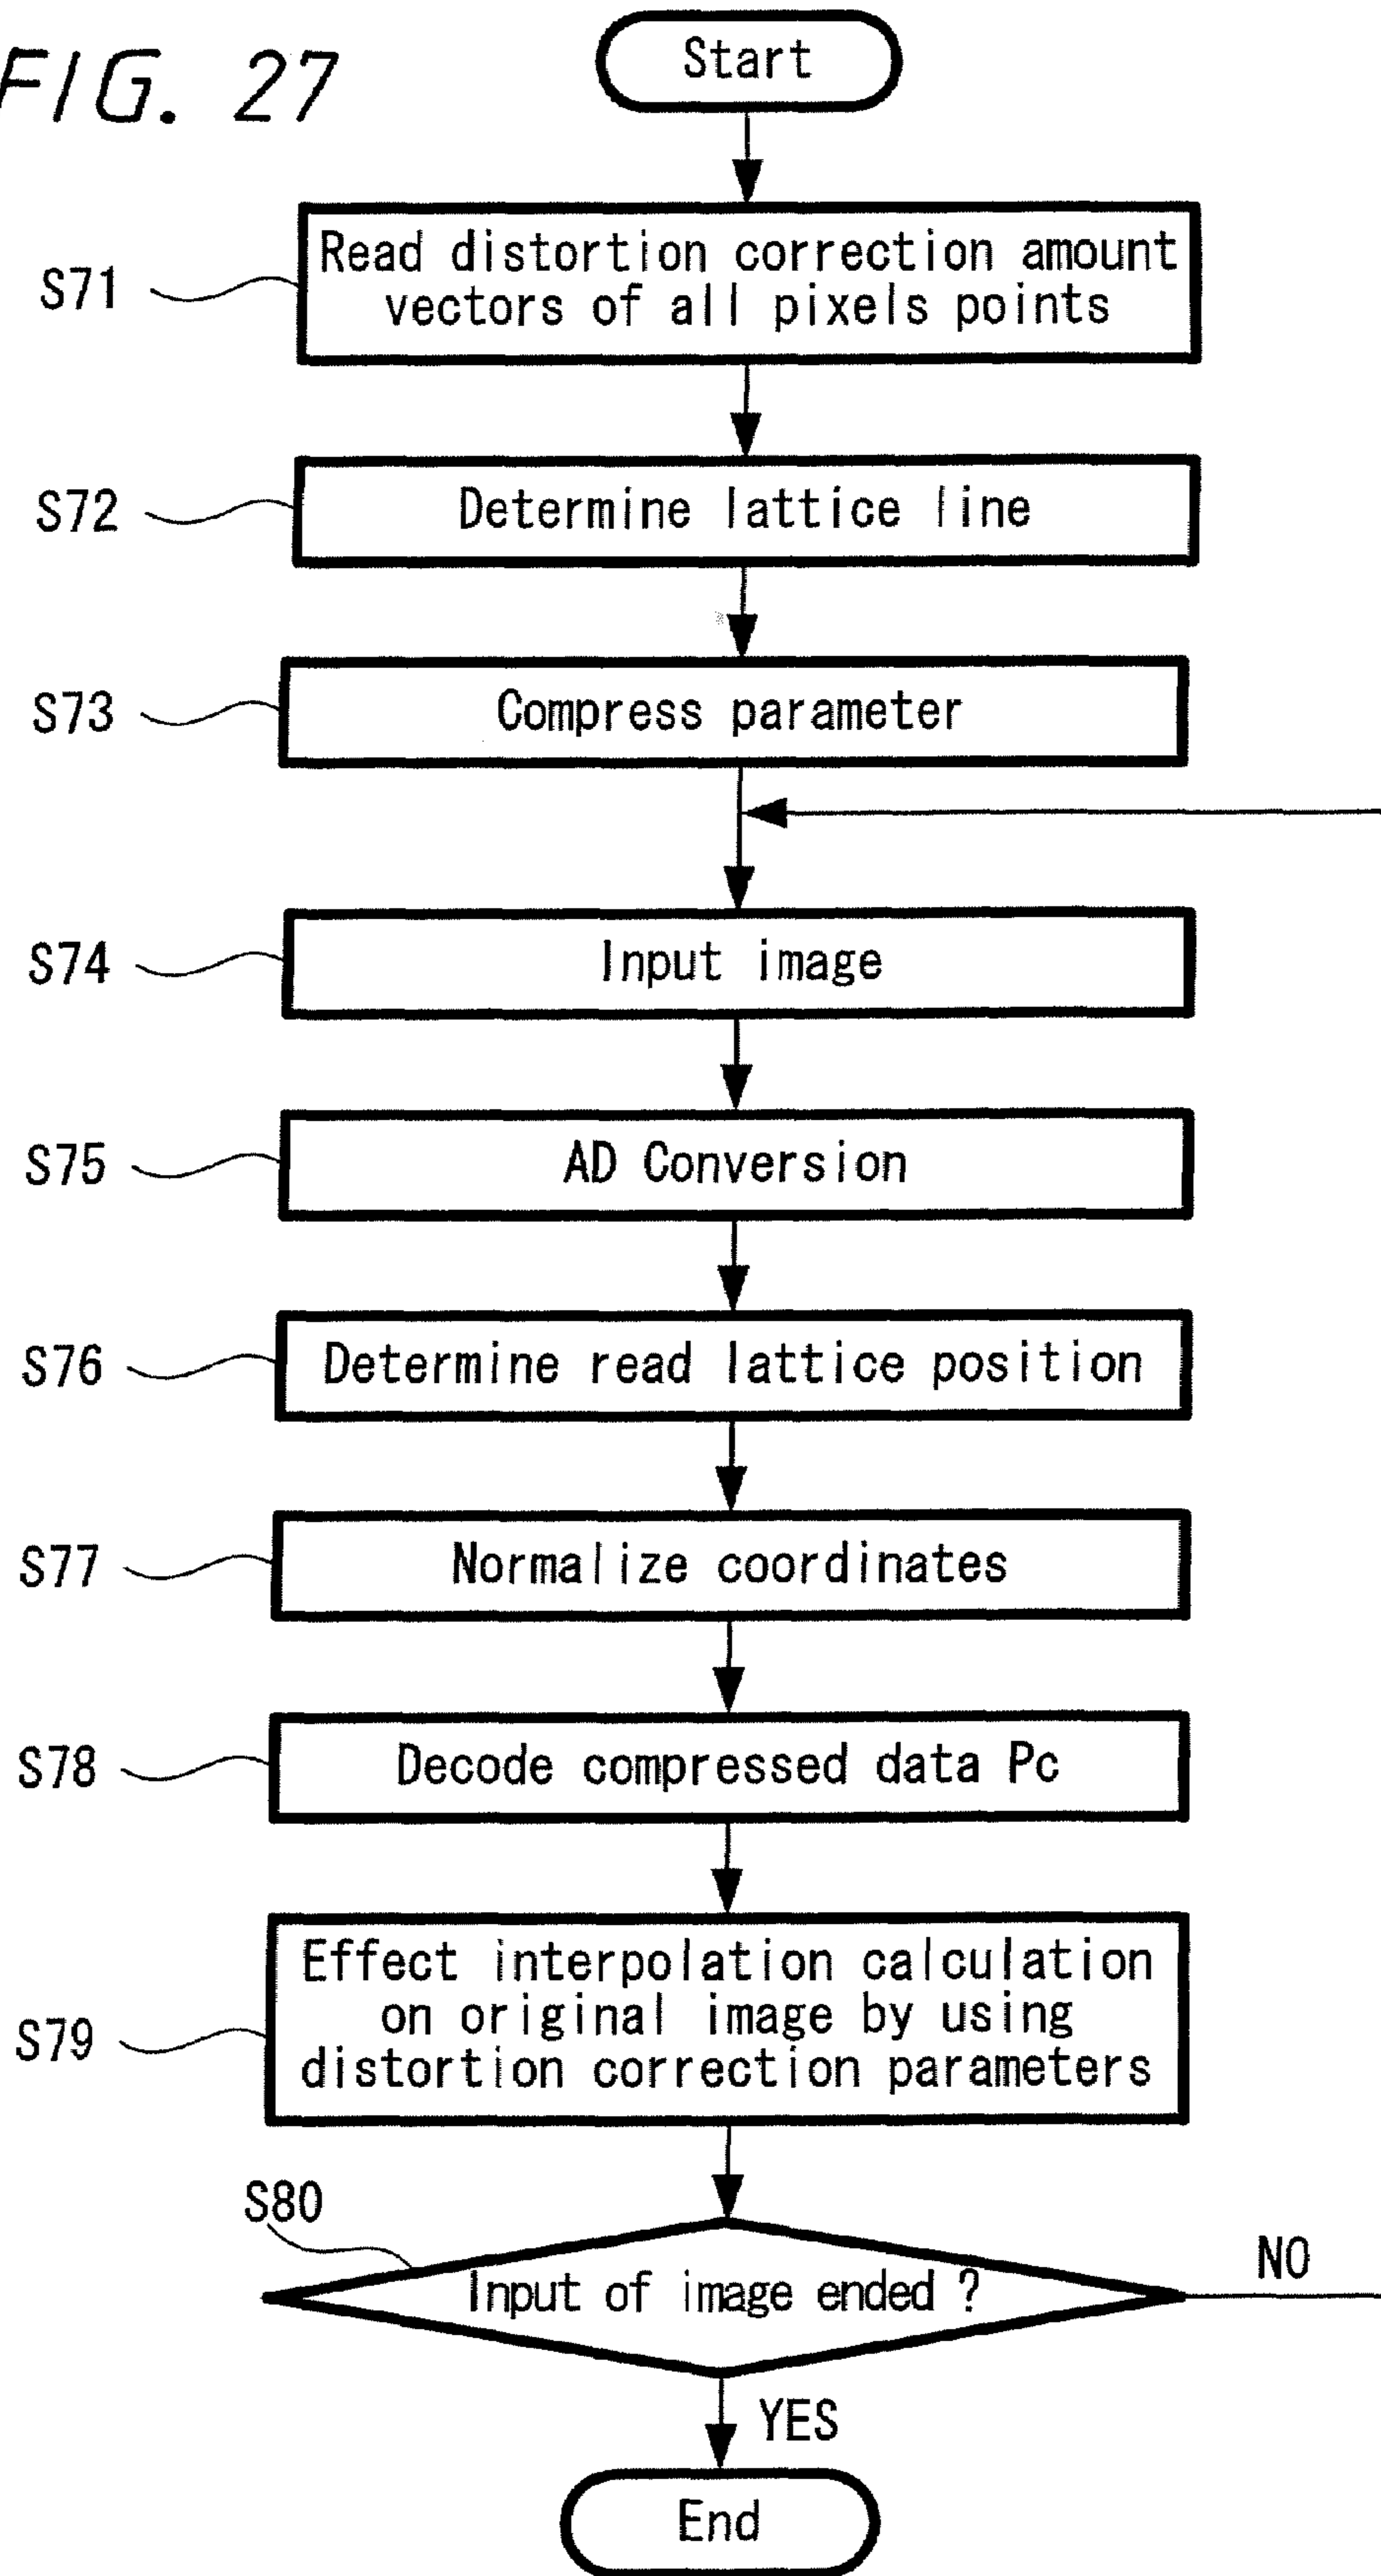 FIG. 27
Start
S71
Read distortion correction amount
vectors of all pixels points
S72
Determine lattice line
S73
Compress parameter
S74
Input image
S75
AD Conversion
S76
Determine read lattice position
S77
Normalize coordinates
S78
Decode compressed data Pc
S79
Effect interpolation calculation
on original image by using
distortion correction parameters
S80
Input of image ended ?
NO
YES
End